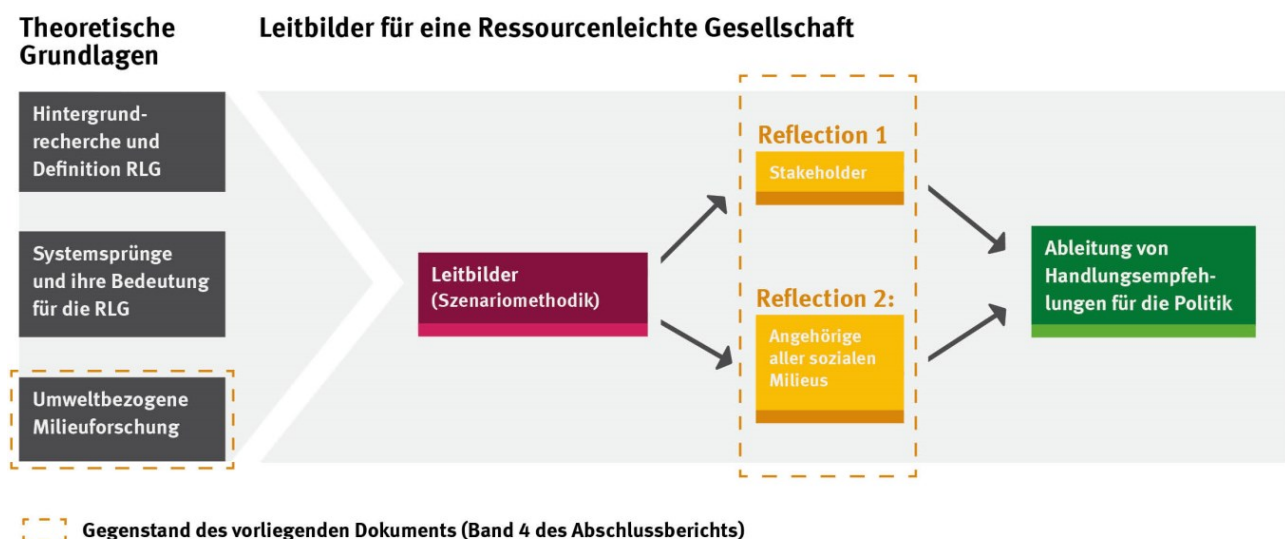 Theoretische
Grundlagen
Leitbilder für eine Ressourcenleichte Gesellschaft
Hintergrund-
recherche und
Definition RLG
Systemsprünge
und ihre Bedeutung
für die RLG
Umweltbezogene
Milieuforschung
Leitbilder
(Szenariomethodik)
Reflection 1
Stakeholder
Reflection 2:
Angehörige
aller sozialen
Milieus
Ableitung von
Handlungsempfeh-
lungen für die Politik
Gegenstand des vorliegenden Dokuments (Band 4 des Abschlussberichts)